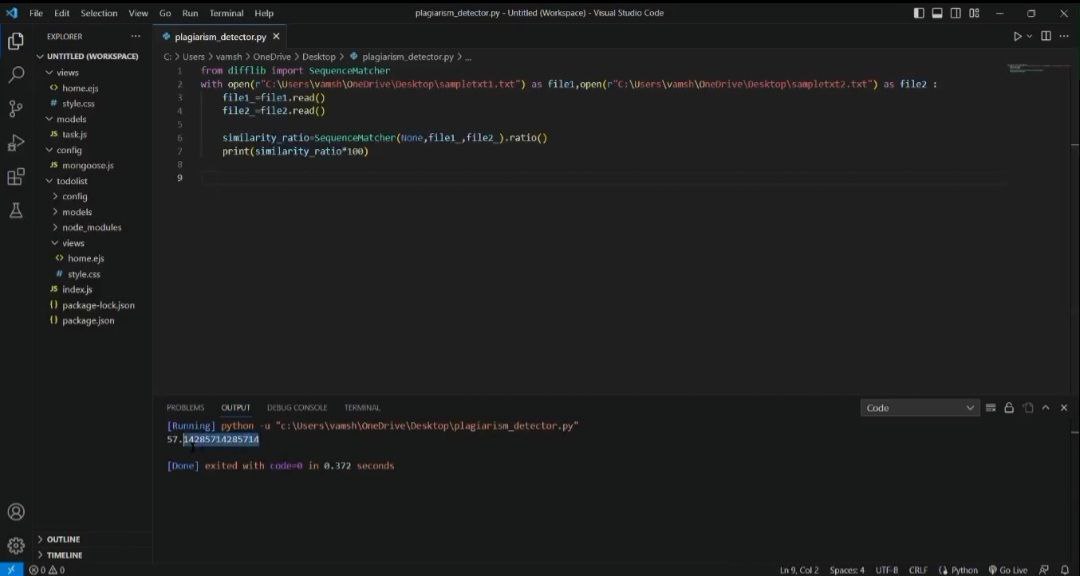 File Edit Selection View Go Run Terminal Help
plagiarism_detector.py - Untitled (Workspace) - Visual Studio Code
EXPLORER
UNTITLED (WORKSPACE)
views
home.ejs
# style.css
models
JS task.js
config
JS mongoose.js
todolist
config
models
node_modules
views
home.ejs
# style.css
JS index.js
{} package-lock.json
{} package.json
OUTLINE
TIMELINE
plagiarism_detector.py
C: > Users > vamsh > OneDrive > Desktop > plagiarism_detector.py > ...
1 from difflib import SequenceMatcher
2 with open(r"C:\Users\vamsh\OneDrive\Desktop\sampletxt1.txt") as file1,open(r"C:\Users\vamsh\OneDrive\Desktop\sampletxt2.txt") as file2 :
3 file1_=file1.read()
4 file2_=file2.read()
5
6 similarity_ratio=SequenceMatcher(None,file1_,file2_).ratio()
7 print(similarity_ratio*100)
8
9
PROBLEMS OUTPUT DEBUG CONSOLE TERMINAL
Code
[Running] python -u "c:\Users\vamsh\OneDrive\Desktop\plagiarism_detector.py"
57.14285714285714
[Done] exited with code=0 in 0.372 seconds
0 0
Ln 9, Col 2 Spaces: 4 UTF-8 CRLF Python Go Live